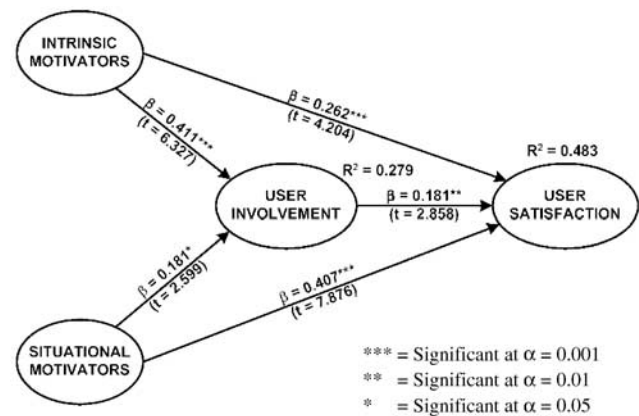 INTRINSIC
MOTIVATORS
β = 0.262***
(t = 4.204)
β = 0.411***
(t = 6.327)
R² = 0.279
R² = 0.483
USER
INVOLVEMENT
β = 0.181**
(t = 2.858)
USER
SATISFACTION
β = 0.181*
(t = 2.599)
β = 0.407***
(t = 7.876)
SITUATIONAL
MOTIVATORS
*** = Significant at α = 0.001
** = Significant at α = 0.01
* = Significant at α = 0.05